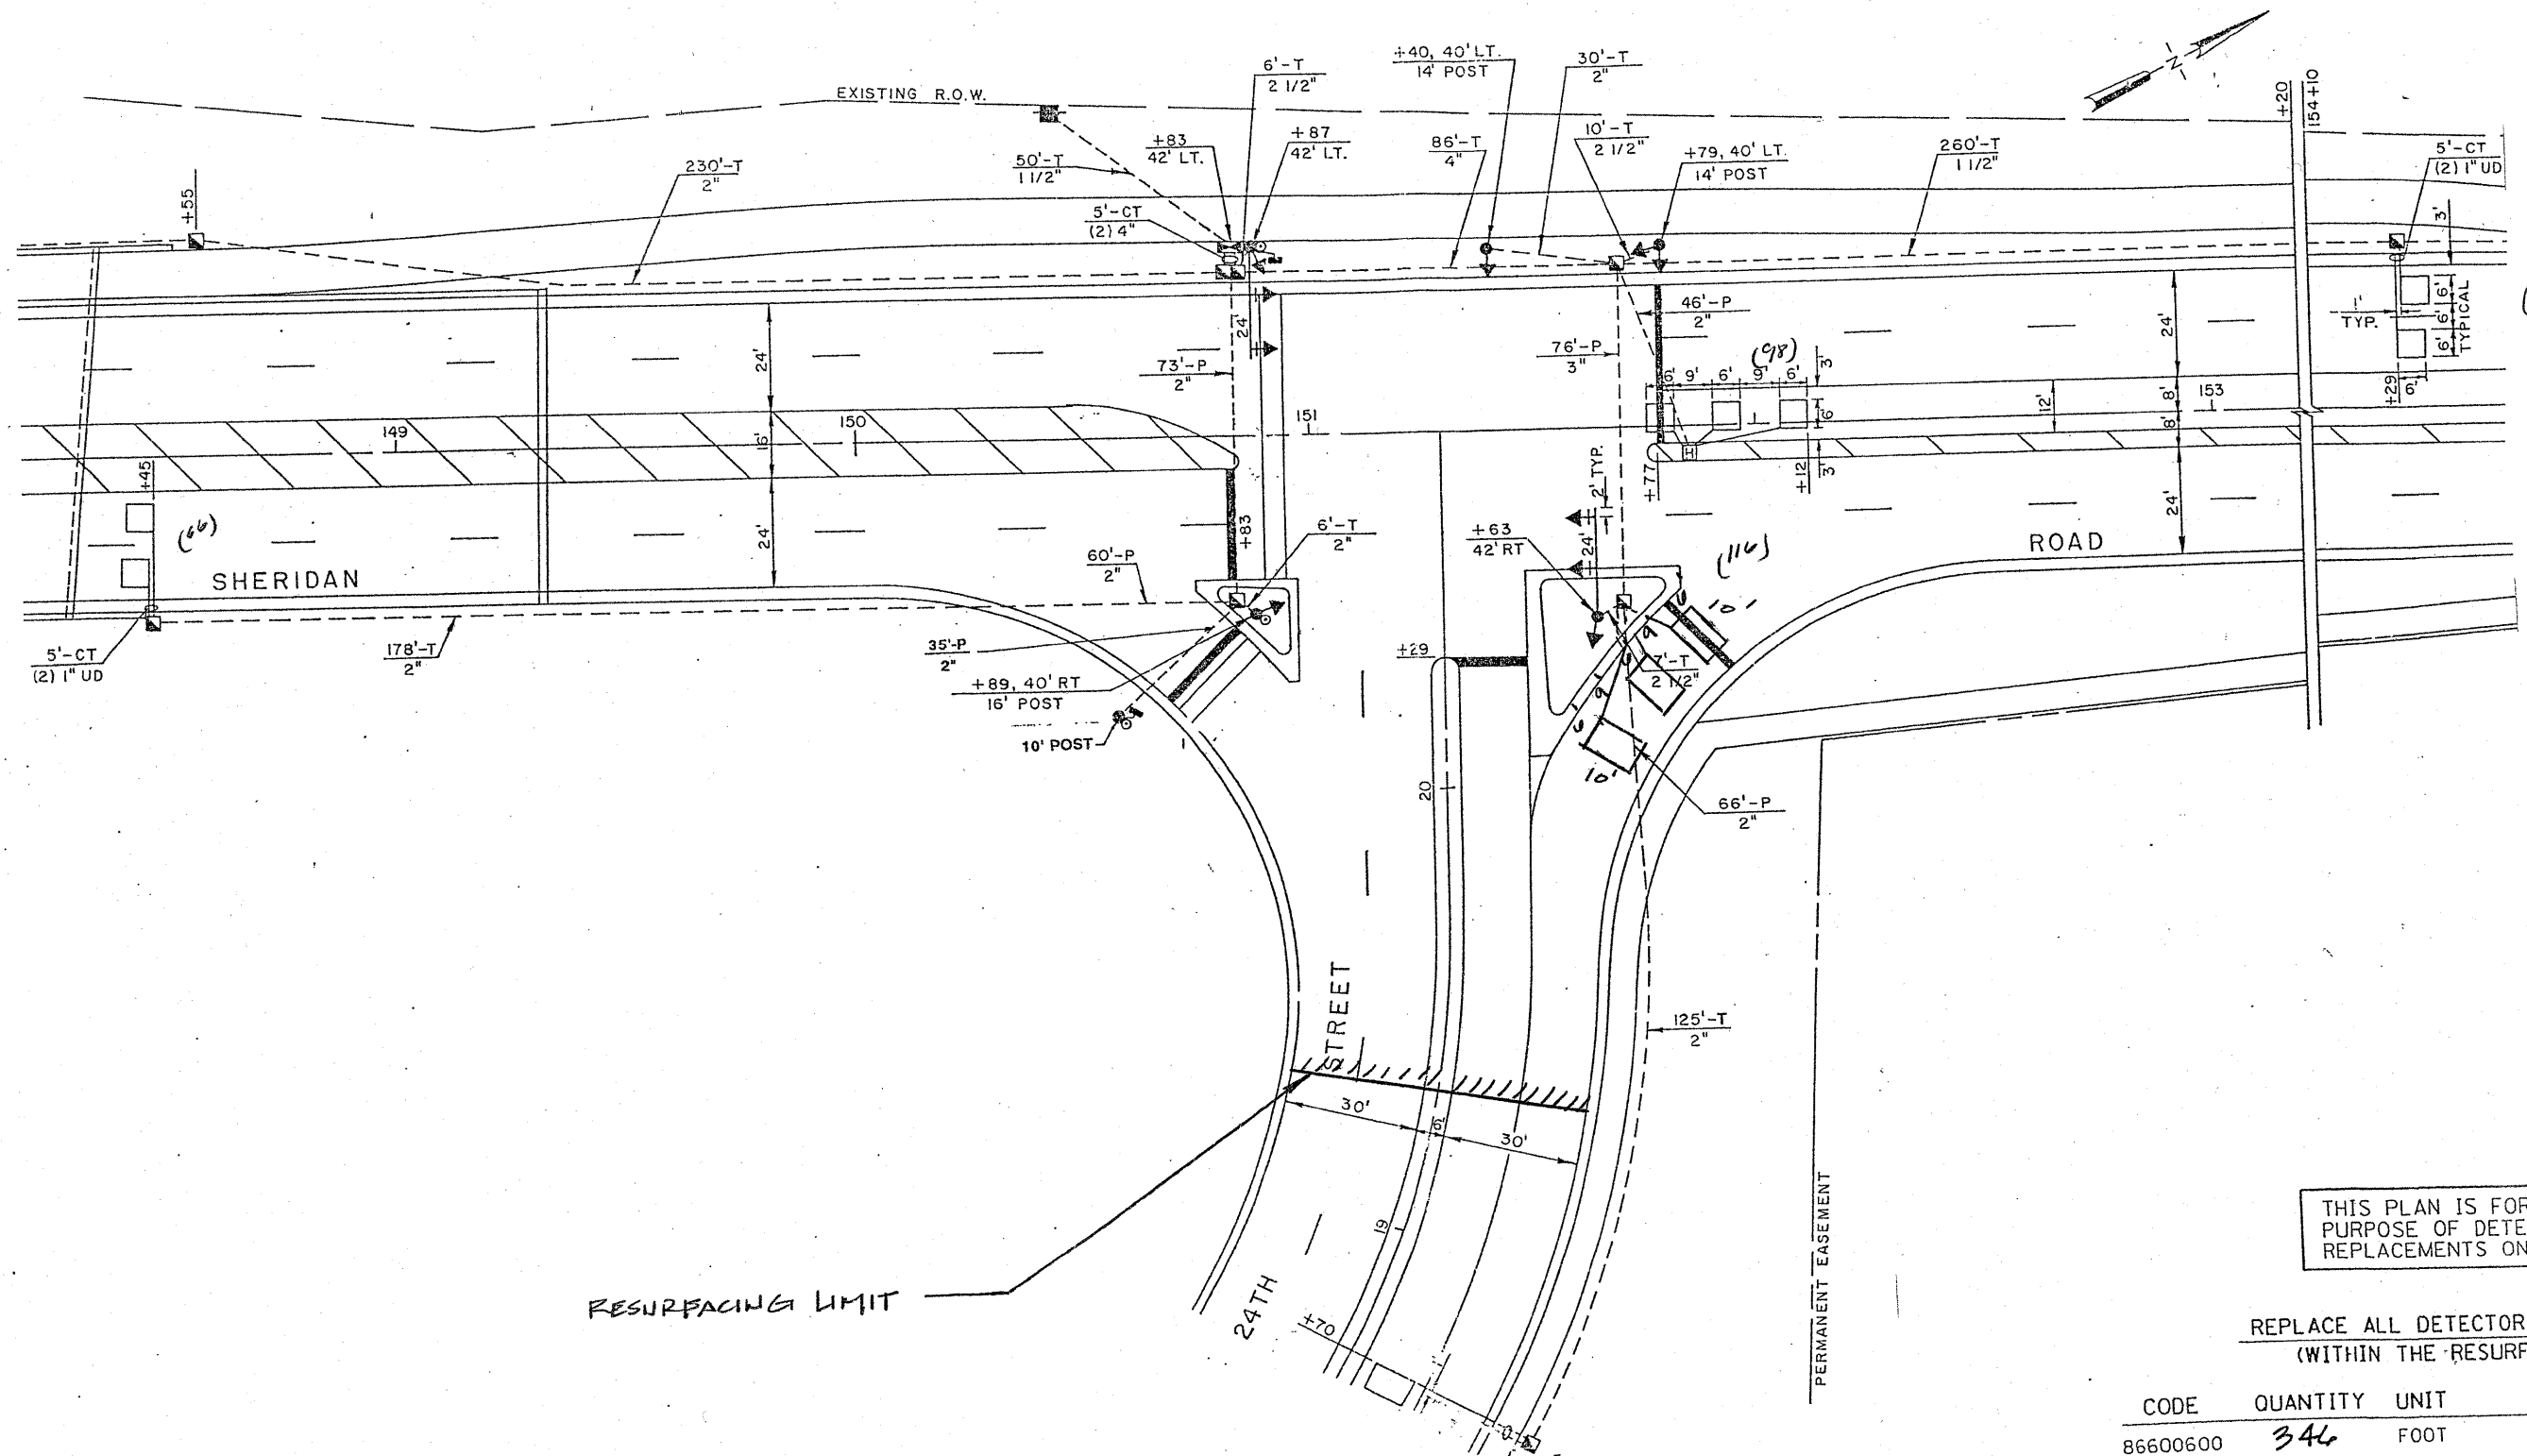 EXISTING R.O.W.
6'-T
2 1/2"
+40, 40' LT.
14' POST
30'-T
2"
N
+20
154+10
+55
230'-T
2"
50'-T
1 1/2"
+83
42' LT.
+87
42' LT.
86'-T
4"
10'-T
2 1/2"
+79, 40' LT.
14' POST
260'-T
1 1/2"
5'-CT
(2) 1" UD
5'-CT
(2) 4"
3'
24'
46'-P
2"
24'
1'
TYP.
6'
6'
6'
TYPICAL
24'
73'-P
2"
76'-P
3"
(98)
6'
9'
6'
9'
6'
3'
+29
6'
149
150
16'
151
6'
12'
8'
8'
153
H
+45
(66)
24'
+83
+77
+12
3'
2' TYP.
24'
SHERIDAN
60'-P
2"
6'-T
2"
+63
42' RT
24'
(116)
ROAD
5'-CT
(2) 1" UD
178'-T
2"
35'-P
2"
+89, 40' RT
16' POST
10' POST
+29
6
10'
9
7'-T
2 1/2"
6
9
6
10'
20
66'-P
2"
125'-T
2"
STREET
30'
30'
19
24TH
+70
1'
RESURFACING LIMIT
PERMANENT EASEMENT
THIS PLAN IS FOR
PURPOSE OF DETE
REPLACEMENTS ON
REPLACE ALL DETECTOR
(WITHIN THE RESURF
CODE QUANTITY UNIT
86600600 346 FOOT